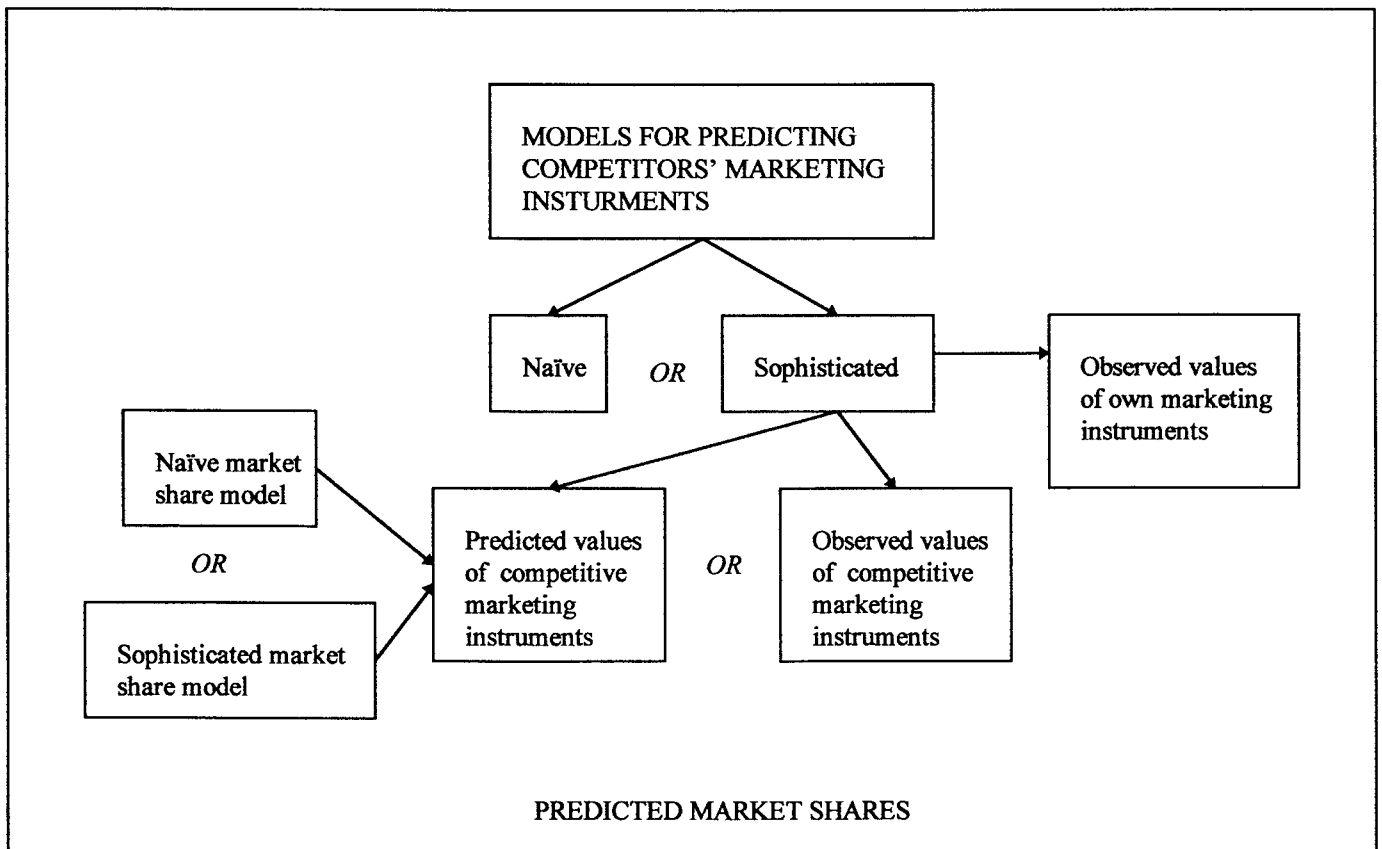 MODELS FOR PREDICTING
COMPETITORS' MARKETING
INSTURMENTS
Naïve
OR
Sophisticated
Observed values
of own marketing
instruments
Naïve market
share model
OR
Sophisticated market
share model
Predicted values
of competitive
marketing
instruments
OR
Observed values
of competitive
marketing
instruments
PREDICTED MARKET SHARES